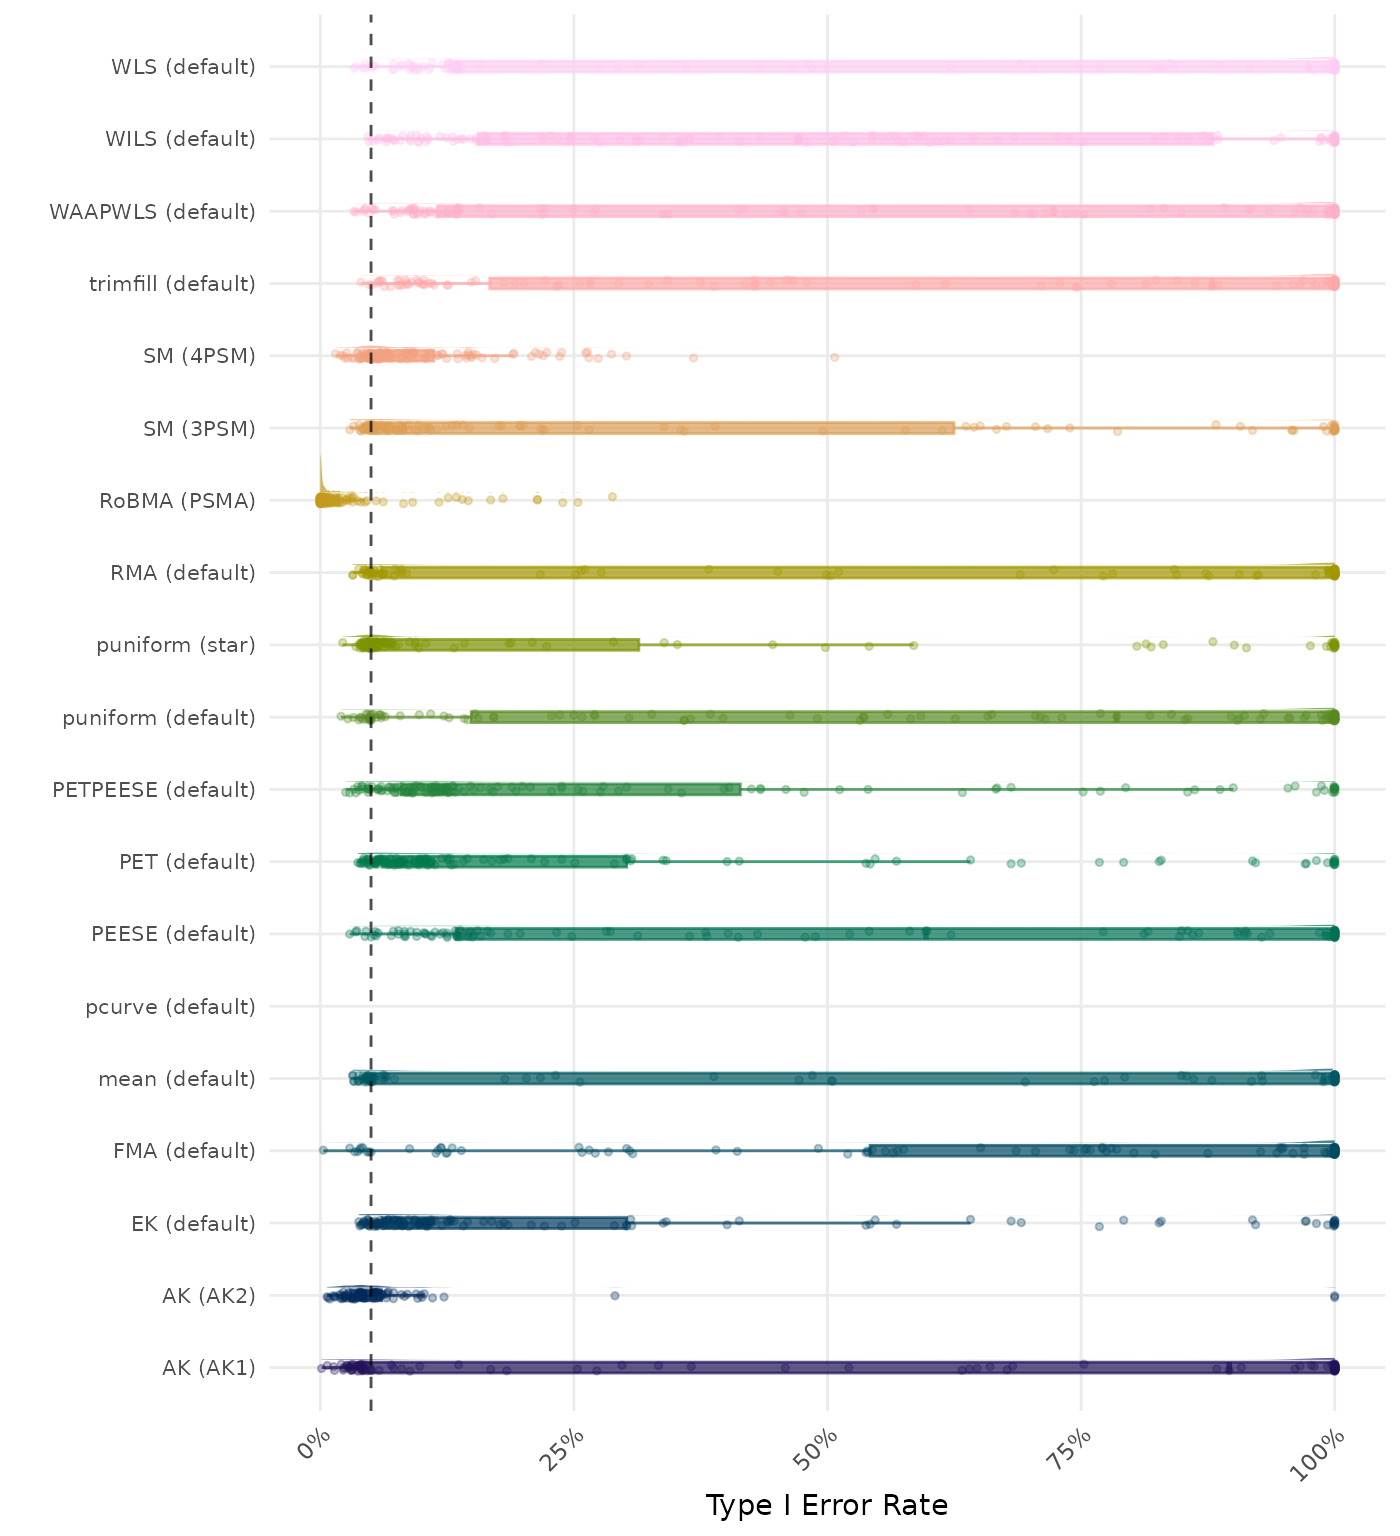 WLS (default)
WILS (default)
WAAPWLS (default)
trimfill (default)
SM (4PSM)
SM (3PSM)
RoBMA (PSMA)
RMA (default)
puniform (star)
puniform (default)
PETPEESE (default)
PET (default)
PEESE (default)
pcurve (default)
mean (default)
FMA (default)
EK (default)
AK (AK2)
AK (AK1)
0%
25%
50%
75%
100%
Type I Error Rate